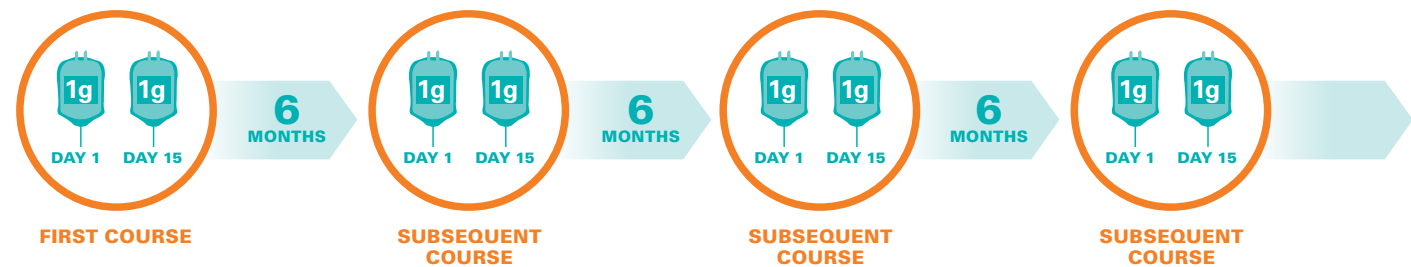 1g 1g
DAY 1 DAY 15
FIRST COURSE
6
MONTHS
1g 1g
DAY 1 DAY 15
SUBSEQUENT
COURSE
6
MONTHS
1g 1g
DAY 1 DAY 15
SUBSEQUENT
COURSE
6
MONTHS
1g 1g
DAY 1 DAY 15
SUBSEQUENT
COURSE